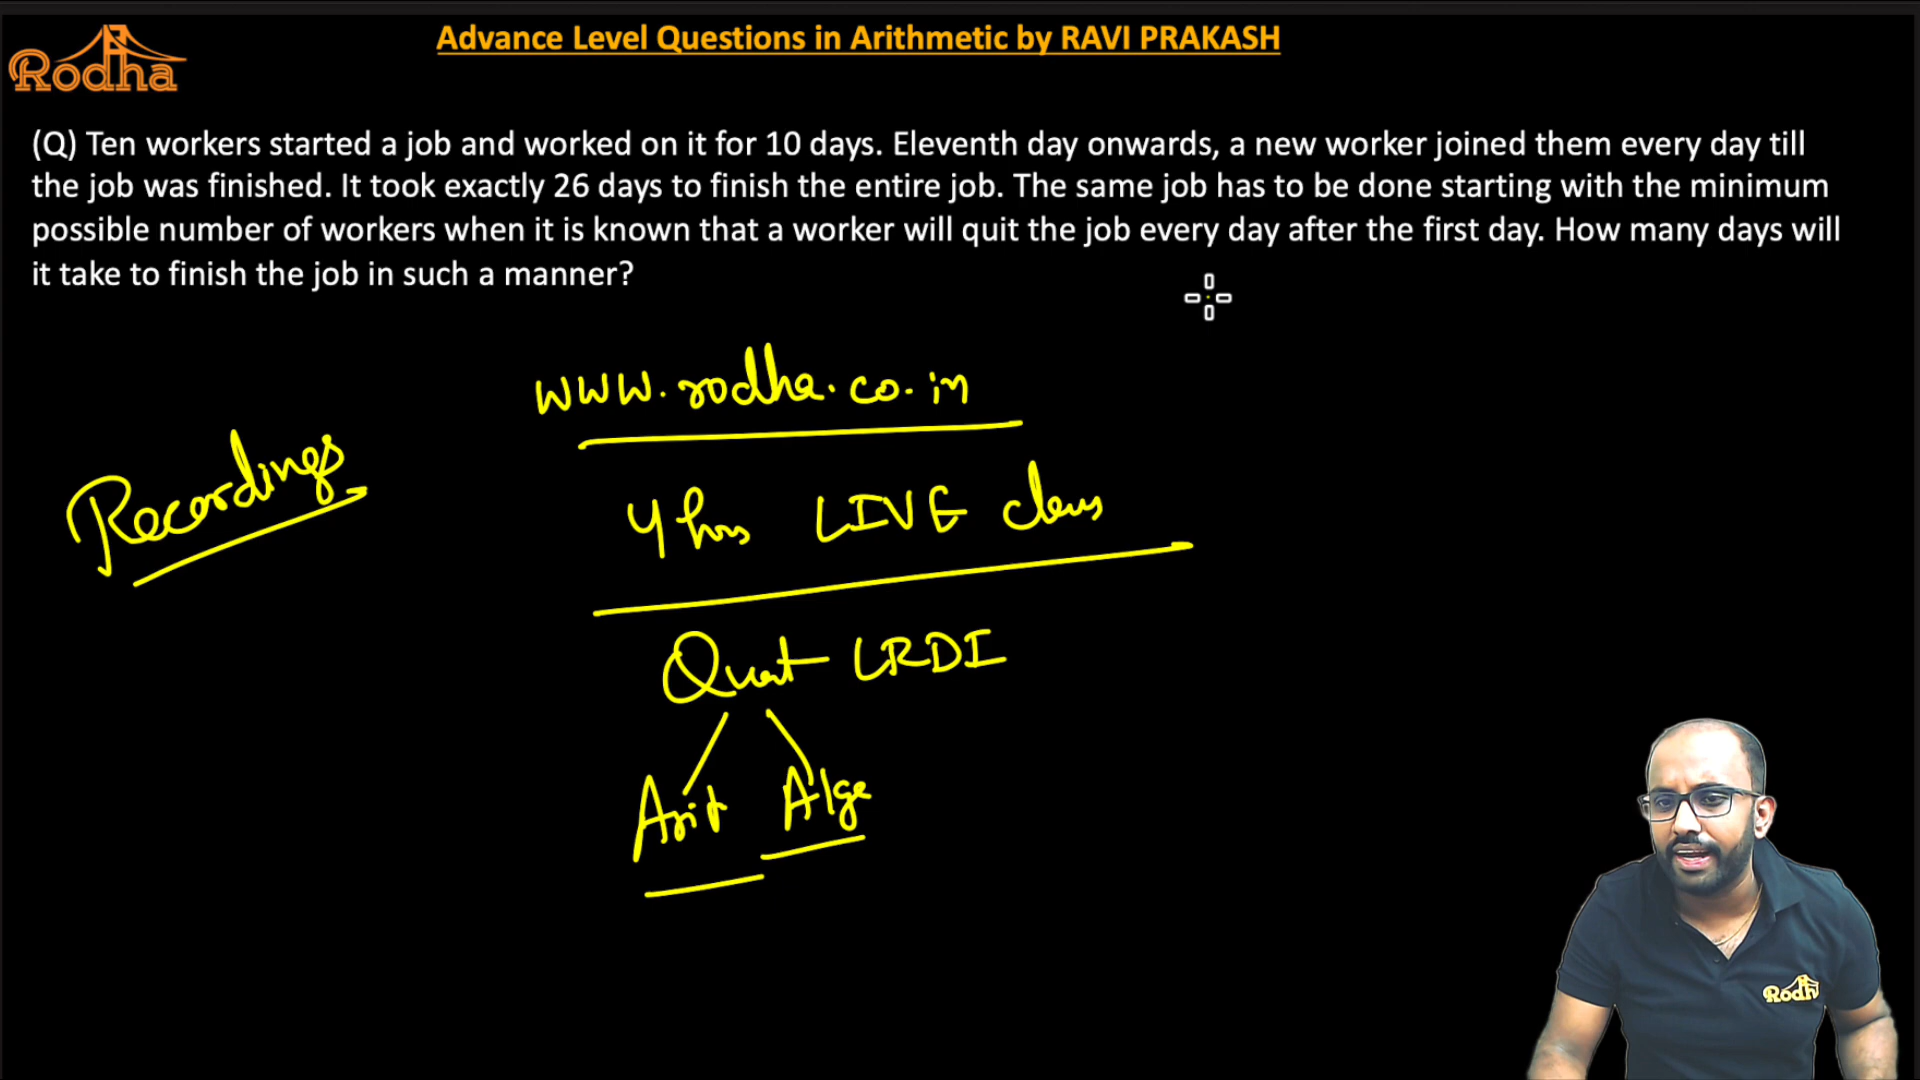 Advance Level Questions in Arithmetic by RAVI PRAKASH
Rodha
(Q) Ten workers started a job and worked on it for 10 days. Eleventh day onwards, a new worker joined them every day till
the job was finished. It took exactly 26 days to finish the entire job. The same job has to be done starting with the minimum
possible number of workers when it is known that a worker will quit the job every day after the first day. How many days will
it take to finish the job in such a manner?
www.rodha.co.in
Recordings
4 hrs LIVE class
Quant LRDI
Arit Alge
Rodha